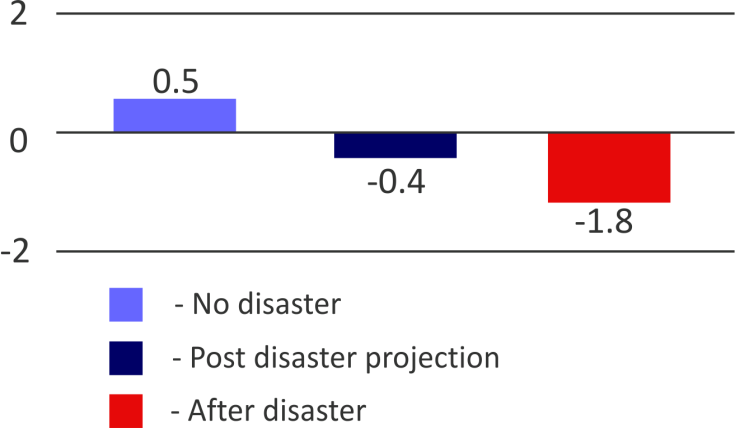 2
0.5
0
-0.4
-1.8
-2
- No disaster
- Post disaster projection
- After disaster